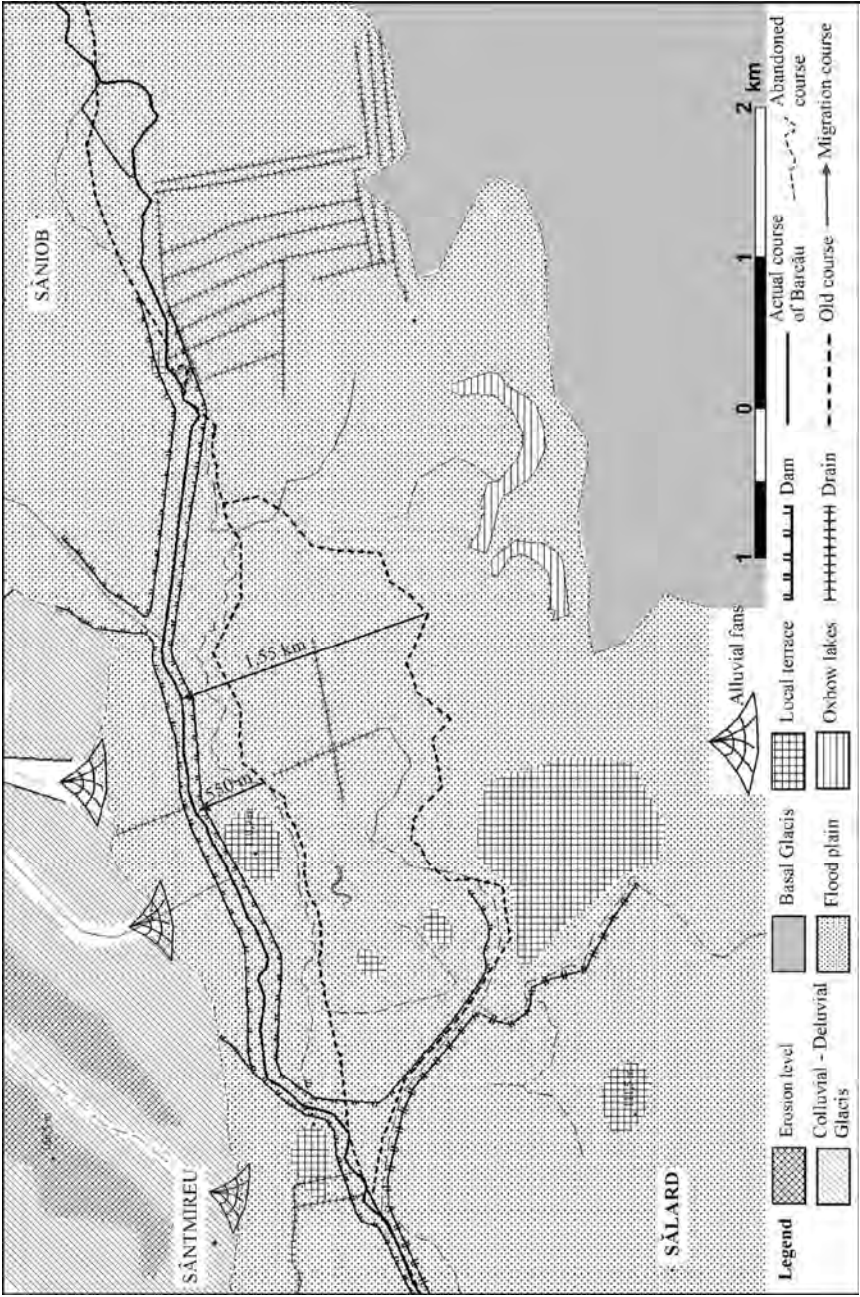 SÂNIOB
SÂNTMIREU
SĂLARD
1,55 km
550 m
1
0
1
2 km
Legend
Erosion level
Colluvial - Deluvial
Glacis
Basal Glacis
Flood plain
Local terrace
Oxbow lakes
Alluvial fans
Dam
Drain
Actual course
of Barcău
Old course
Abandoned
course
Migration course